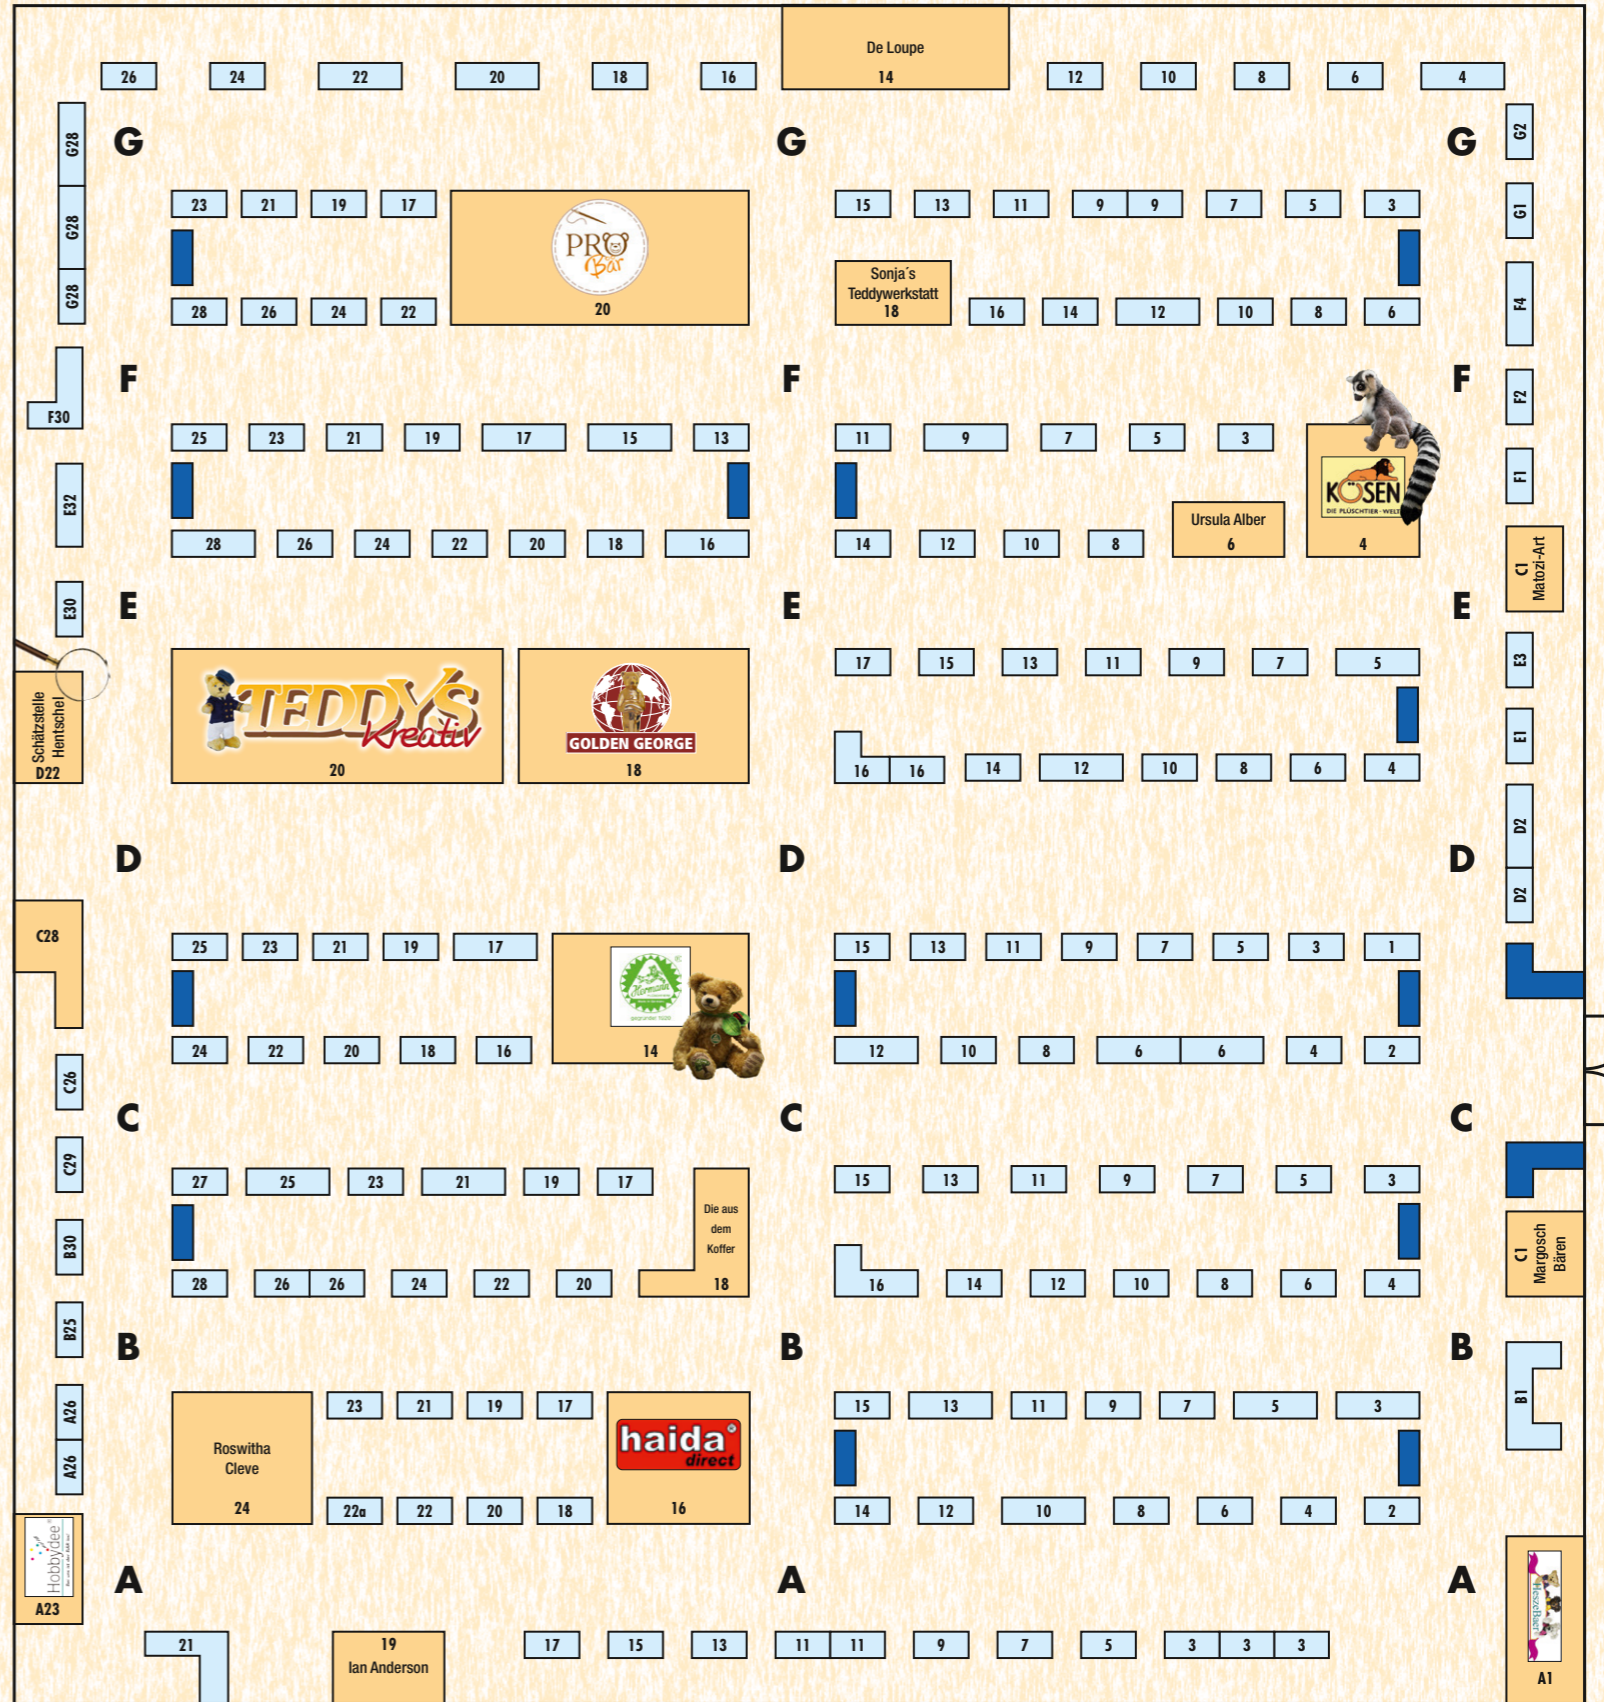 De Loupe
26 24 22 20 18 16 14 12 10 8 6 4
G28
G28
G28
G G G
G2
G1
23 21 19 17
PRO
Bär
20
15 13 11 9 9 7 5 3
Sonja´s
Teddywerkstatt
18
28 26 24 22
16 14 12 10 8 6
F4
F30
F F F
F2
F1
25 23 21 19 17 15 13
11 9 7 5 3
KÖSEN
DIE PLÜSCHTIER-WELT
4
Ursula Alber
6
E32
28 26 24 22 20 18 16
14 12 10 8
C1
Matozi-Art
E30
E E E
E3
E1
Schätzstelle
Hentschel
D22
TEDDYS
Kreativ
20
GOLDEN GEORGE
18
17 15 13 11 9 7 5
16 16 14 12 10 8 6 4
D2
D2
D D D
C28
25 23 21 19 17
Hermann
gegründet 1920
14
15 13 11 9 7 5 3 1
24 22 20 18 16
12 10 8 6 6 4 2
C26
C C C
C29
27 25 23 21 19 17
Die aus
dem
Koffer
18
15 13 11 9 7 5 3
B30
28 26 26 24 22 20
16 14 12 10 8 6 4
C1
Margosch
Bären
B25
B B B
B1
A26
A26
Roswitha
Cleve
24
23 21 19 17
haida®
direct
16
15 13 11 9 7 5 3
22a 22 20 18
14 12 10 8 6 4 2
Hobbydee®
A23
A A A
HeszeBaer
A1
21
19
Ian Anderson
17 15 13 11 11 9 7 5 3 3 3